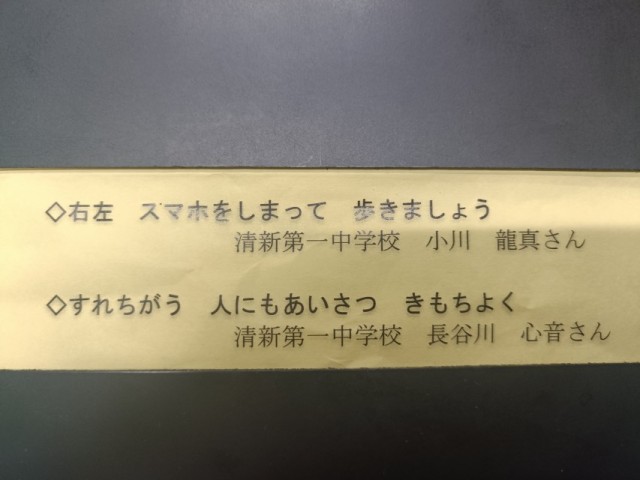 ◇右左　スマホをしまって　歩きましょう
清新第一中学校　小川　龍真さん
◇すれちがう　人にもあいさつ　きもちよく
清新第一中学校　長谷川　心音さん